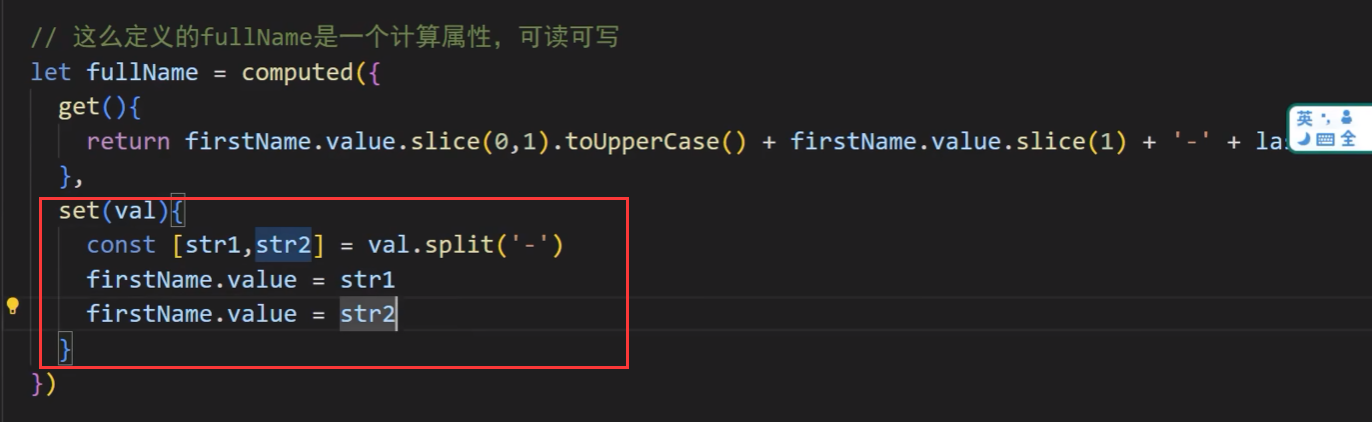 // 这么定义的fullName是一个计算属性，可读可写
let fullName = computed({
get(){
return firstName.value.slice(0,1).toUpperCase() + firstName.value.slice(1) + '-' + las
},
set(val){
const [str1,str2] = val.split('-')
firstName.value = str1
firstName.value = str2
}
})
英
全